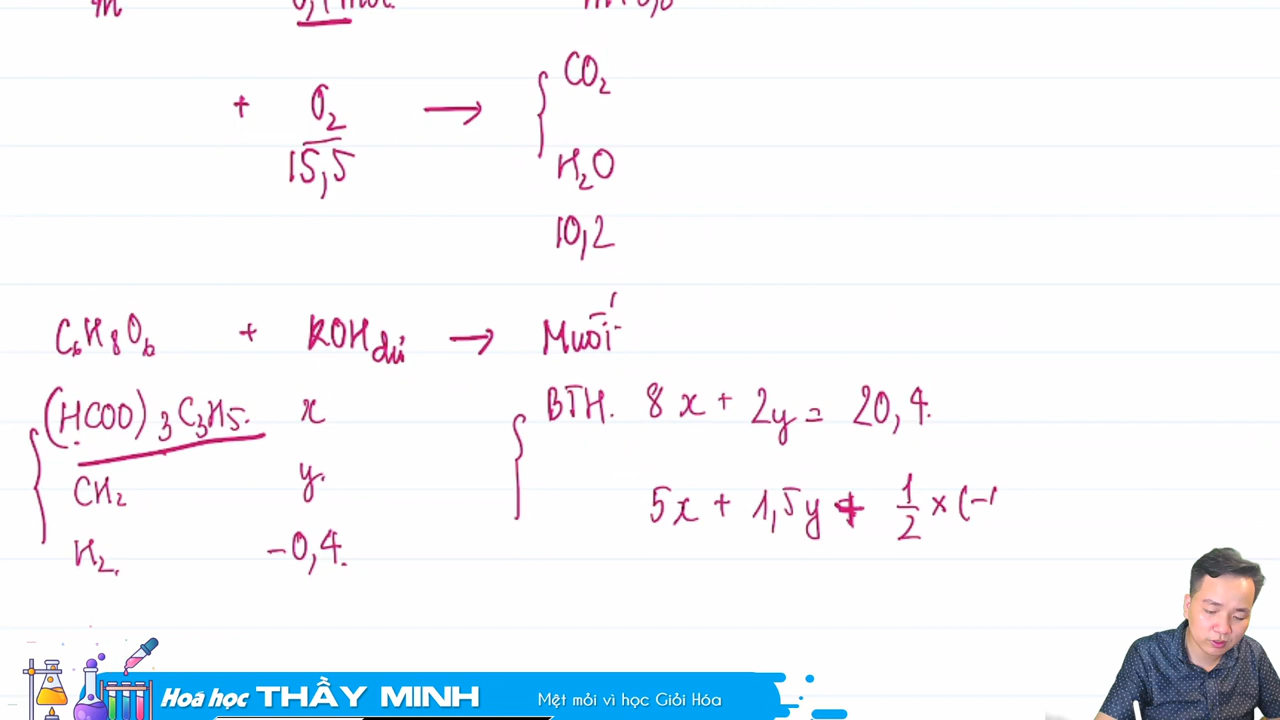 m
+ O₂ → { CO₂
15,5
H₂O
10,2
C₆H₈O₆ + KOH dư → Muối
(HCOO)₃C₃H₅. x
BTH. 8x + 2y = 20,4.
CH₂ y.
5x + 1,5y + 1/2 × (-
H₂. -0,4.
Hoá học THẦY MINH
Mệt mỏi vì học Giỏi Hóa